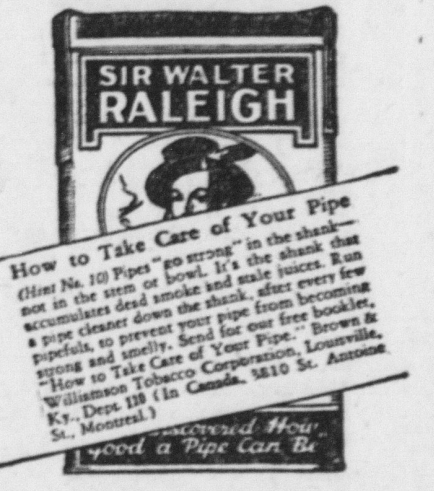 SIR WALTER
RALEIGH
How to Take Care of Your Pipe
(Hint No. 10) Pipes "go strong" in the shank—
not in the stem or bowl. It's the shank that
accumulates dead smoke and stale juices. Run
a pipe cleaner down the shank, after every few
pipefuls, to prevent your pipe from becoming
strong and smelly. Send for our free booklet,
"How to Take Care of Your Pipe." Brown &
Williamson Tobacco Corporation, Louisville,
Ky., Dept. 118 (In Canada, 3810 St. Antoine
St., Montreal.)
How
good a Pipe Can Be"